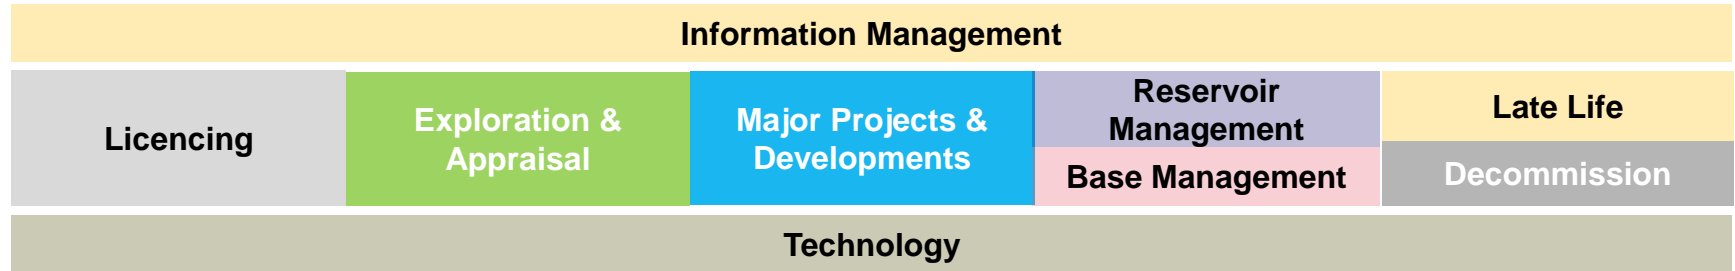 Information Management
Licencing
Exploration &
Appraisal
Major Projects &
Developments
Reservoir
Management
Base Management
Late Life
Decommission
Technology